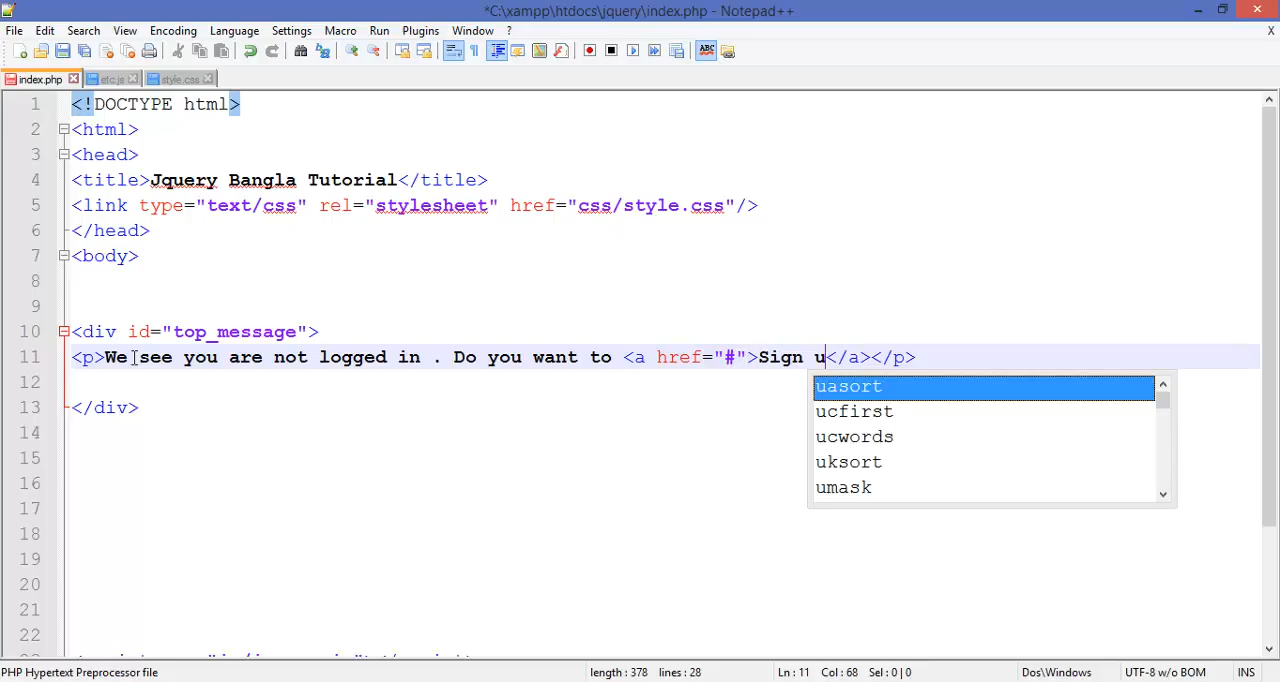 *C:\xampp\htdocs\jquery\index.php - Notepad++
File Edit Search View Encoding Language Settings Macro Run Plugins Window ? X
ABC
index.php etc.js style.css
1 <!DOCTYPE html>
2 <html>
3 <head>
4 <title>Jquery Bangla Tutorial</title>
5 <link type="text/css" rel="stylesheet" href="css/style.css"/>
6 </head>
7 <body>
8
9
10 <div id="top_message">
11 <p>We see you are not logged in . Do you want to <a href="#">Sign u</a></p>
12
13 </div>
14
15
16
17
18
19
20
21
22
uasort
ucfirst
ucwords
uksort
umask
PHP Hypertext Preprocessor file length : 378 lines : 28 Ln : 11 Col : 68 Sel : 0 | 0 Dos\Windows UTF-8 w/o BOM INS